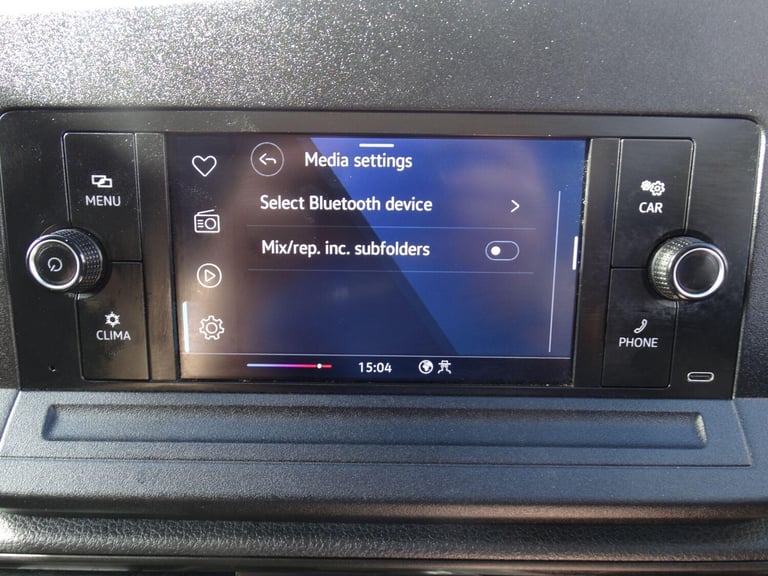 MENU
CLIMA
Media settings
Select Bluetooth device
Mix/rep. inc. subfolders
15:04
CAR
PHONE